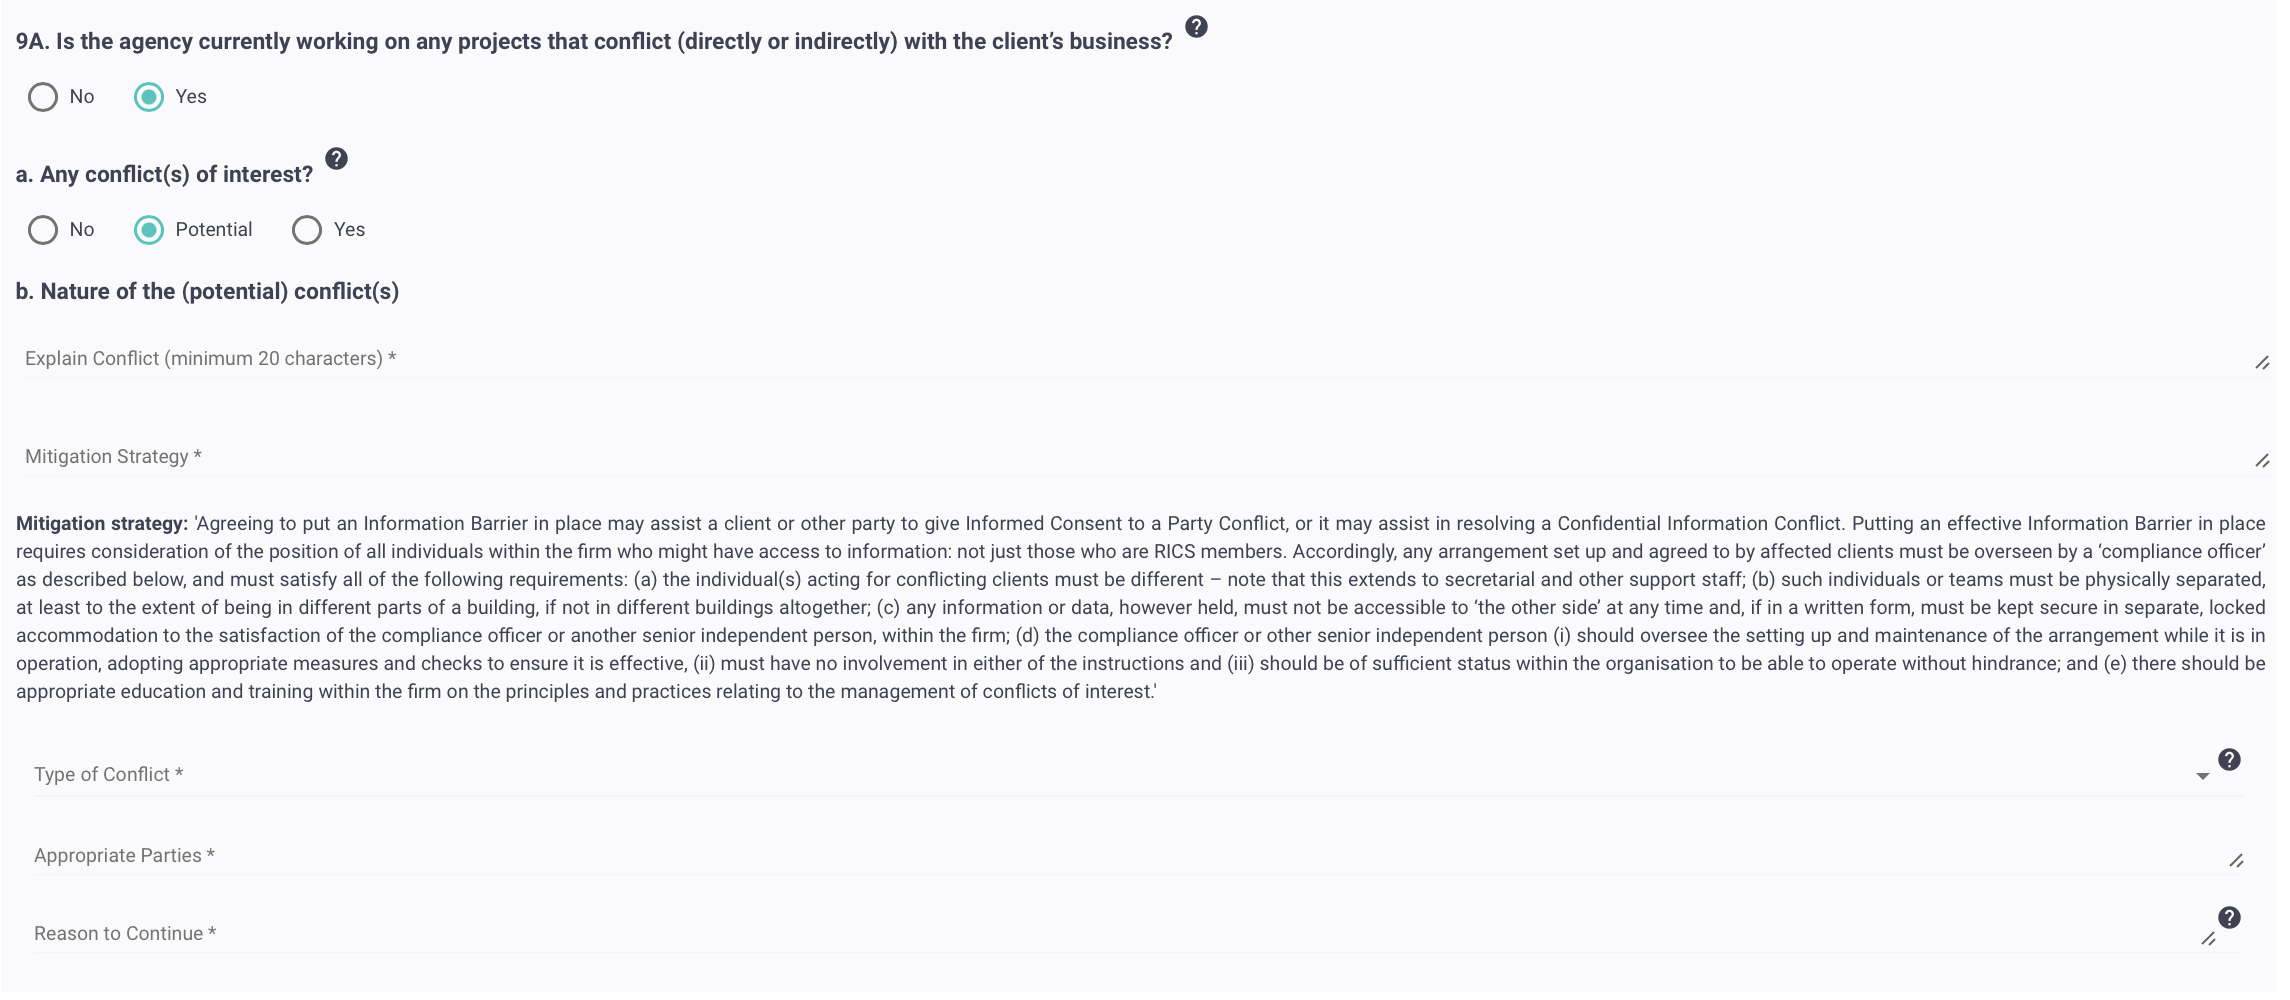 9A. Is the agency currently working on any projects that conflict (directly or indirectly) with the client’s business? ?
No Yes
a. Any conflict(s) of interest? ?
No Potential Yes
b. Nature of the (potential) conflict(s)
Explain Conflict (minimum 20 characters) *
Mitigation Strategy *
Mitigation strategy: 'Agreeing to put an Information Barrier in place may assist a client or other party to give Informed Consent to a Party Conflict, or it may assist in resolving a Confidential Information Conflict. Putting an effective Information Barrier in place
requires consideration of the position of all individuals within the firm who might have access to information: not just those who are RICS members. Accordingly, any arrangement set up and agreed to by affected clients must be overseen by a ‘compliance officer’
as described below, and must satisfy all of the following requirements: (a) the individual(s) acting for conflicting clients must be different – note that this extends to secretarial and other support staff; (b) such individuals or teams must be physically separated,
at least to the extent of being in different parts of a building, if not in different buildings altogether; (c) any information or data, however held, must not be accessible to ‘the other side’ at any time and, if in a written form, must be kept secure in separate, locked
accommodation to the satisfaction of the compliance officer or another senior independent person, within the firm; (d) the compliance officer or other senior independent person (i) should oversee the setting up and maintenance of the arrangement while it is in
operation, adopting appropriate measures and checks to ensure it is effective, (ii) must have no involvement in either of the instructions and (iii) should be of sufficient status within the organisation to be able to operate without hindrance; and (e) there should be
appropriate education and training within the firm on the principles and practices relating to the management of conflicts of interest.'
Type of Conflict * ?
Appropriate Parties *
Reason to Continue * ?